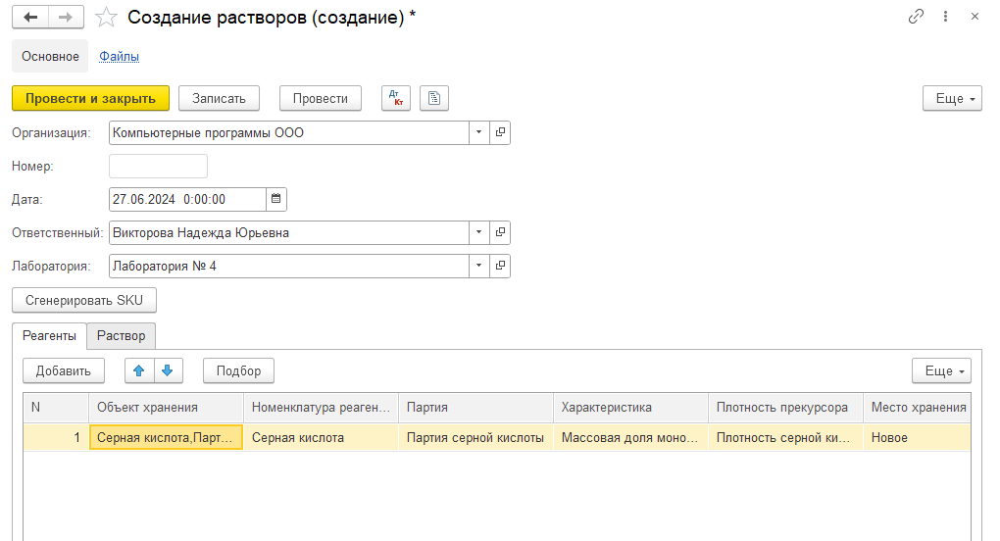 Создание растворов (создание) *
Основное Файлы
Провести и закрыть Записать Провести Дт Кт Еще
Организация: Компьютерные программы ООО
Номер:
Дата: 27.06.2024 0:00:00
Ответственный: Викторова Надежда Юрьевна
Лаборатория: Лаборатория № 4
Сгенерировать SKU
Реагенты Раствор
Добавить Подбор Еще
N Объект хранения Номенклатура реаген... Партия Характеристика Плотность прекурсора Место хранения
1 Серная кислота,Парт... Серная кислота Партия серной кислоты Массовая доля моно... Плотность серной ки... Новое